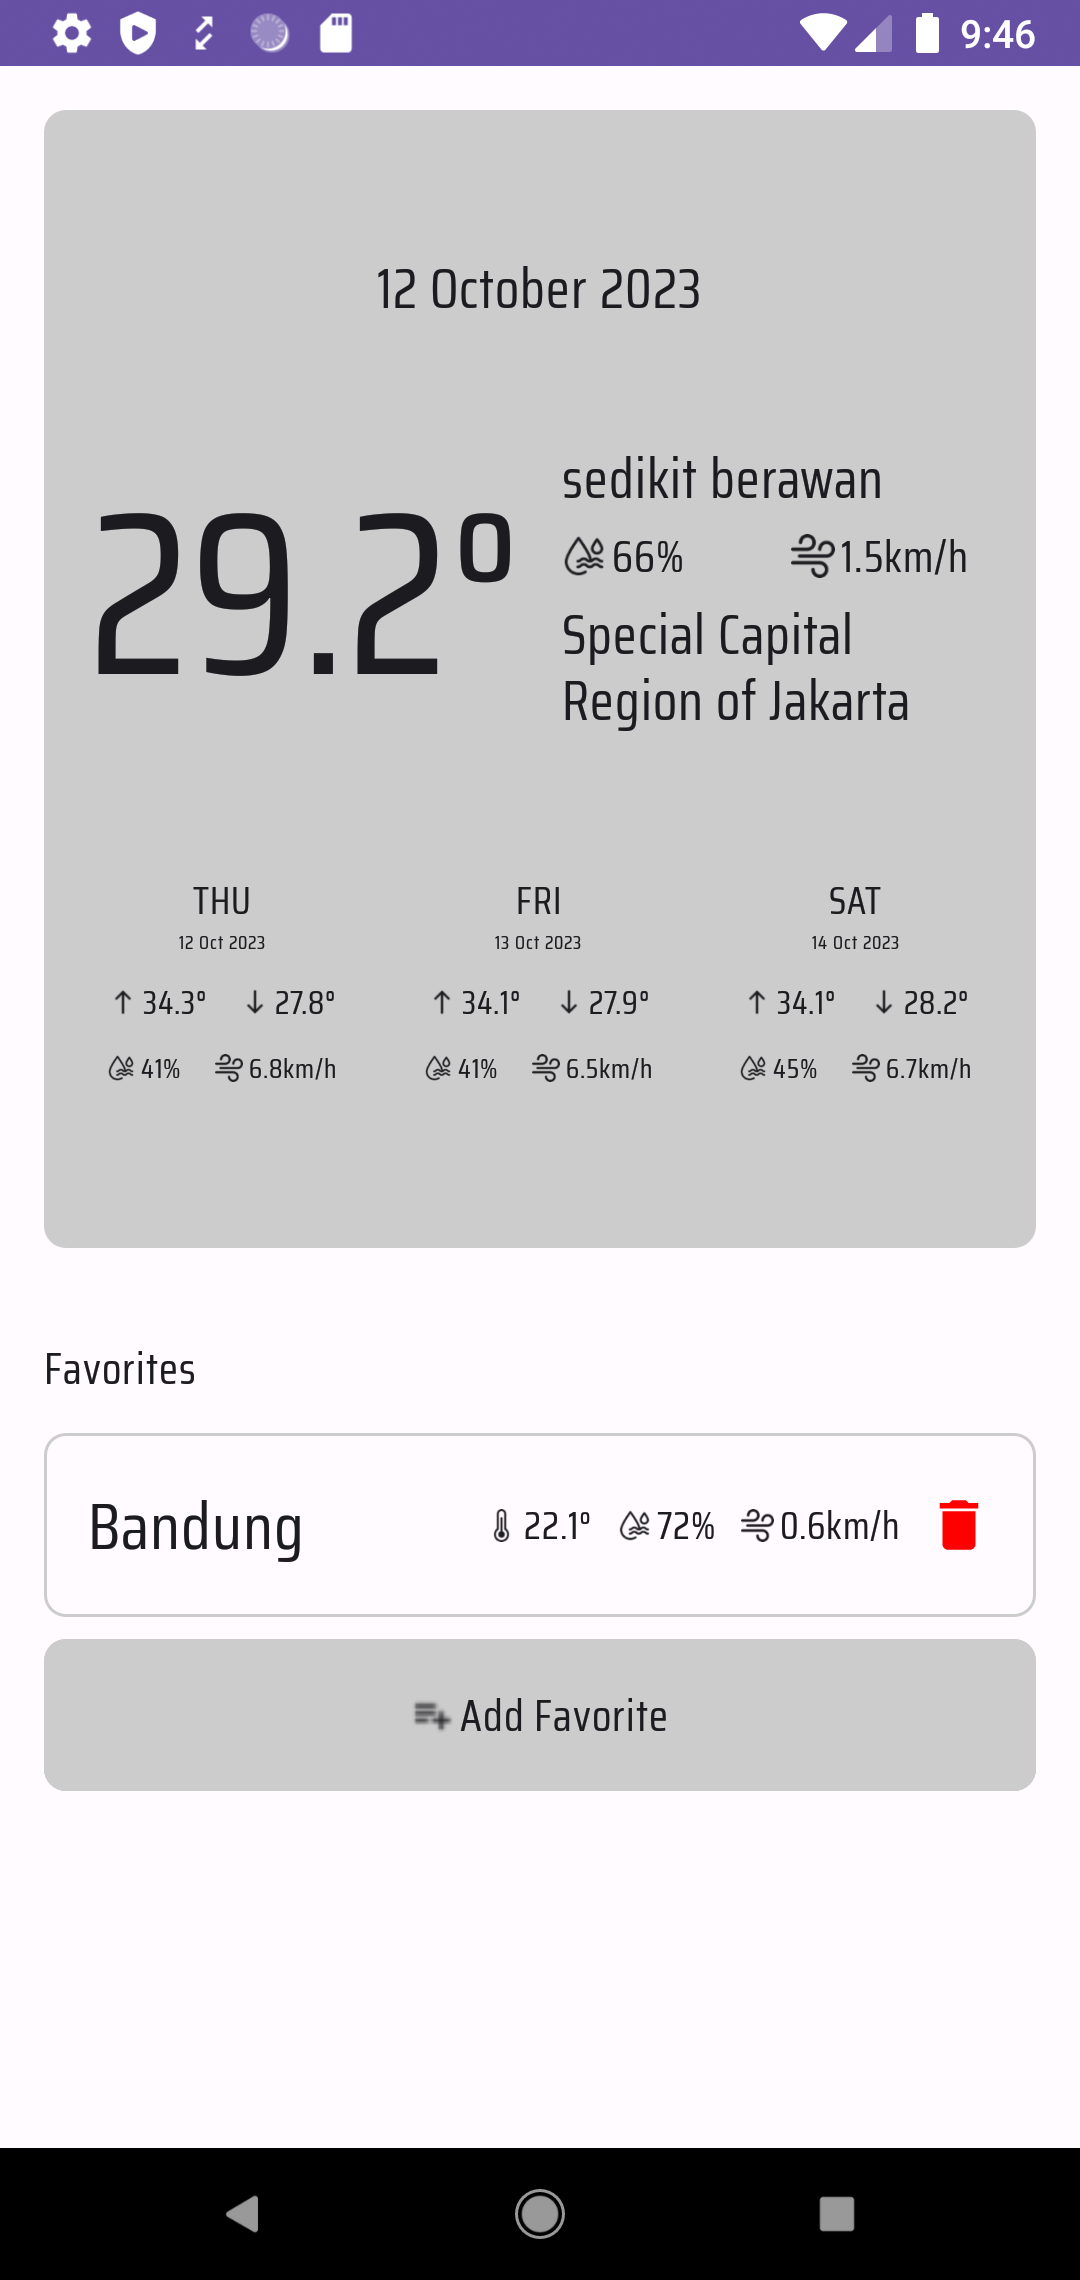 9:46
12 October 2023
29.2°
sedikit berawan
66% 1.5km/h
Special Capital
Region of Jakarta
THU FRI SAT
12 Oct 2023 13 Oct 2023 14 Oct 2023
↑ 34.3° ↓ 27.8° ↑ 34.1° ↓ 27.9° ↑ 34.1° ↓ 28.2°
41% 6.8km/h 41% 6.5km/h 45% 6.7km/h
Favorites
Bandung 22.1° 72% 0.6km/h
Add Favorite